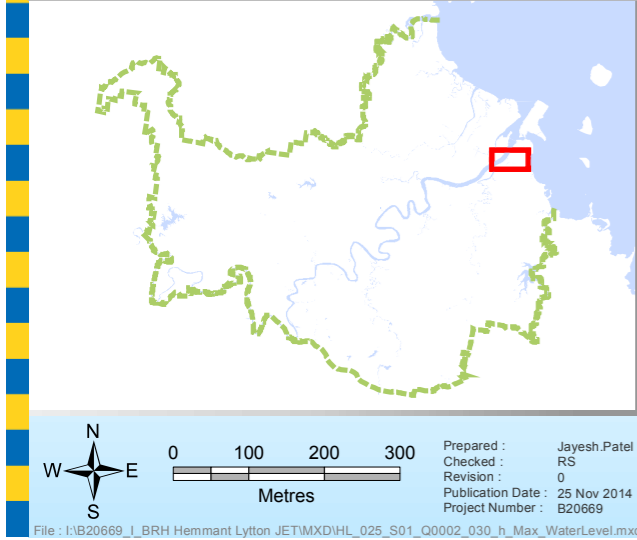 N
W E
S
0 100 200 300
Metres
Prepared : Jayesh.Patel
Checked : RS
Revision : 0
Publication Date : 25 Nov 2014
Project Number : B20669
File : I:\B20669_I_BRH Hemmant Lytton JET\MXD\HL_025_S01_Q0002_030_h_Max_WaterLevel.mxd